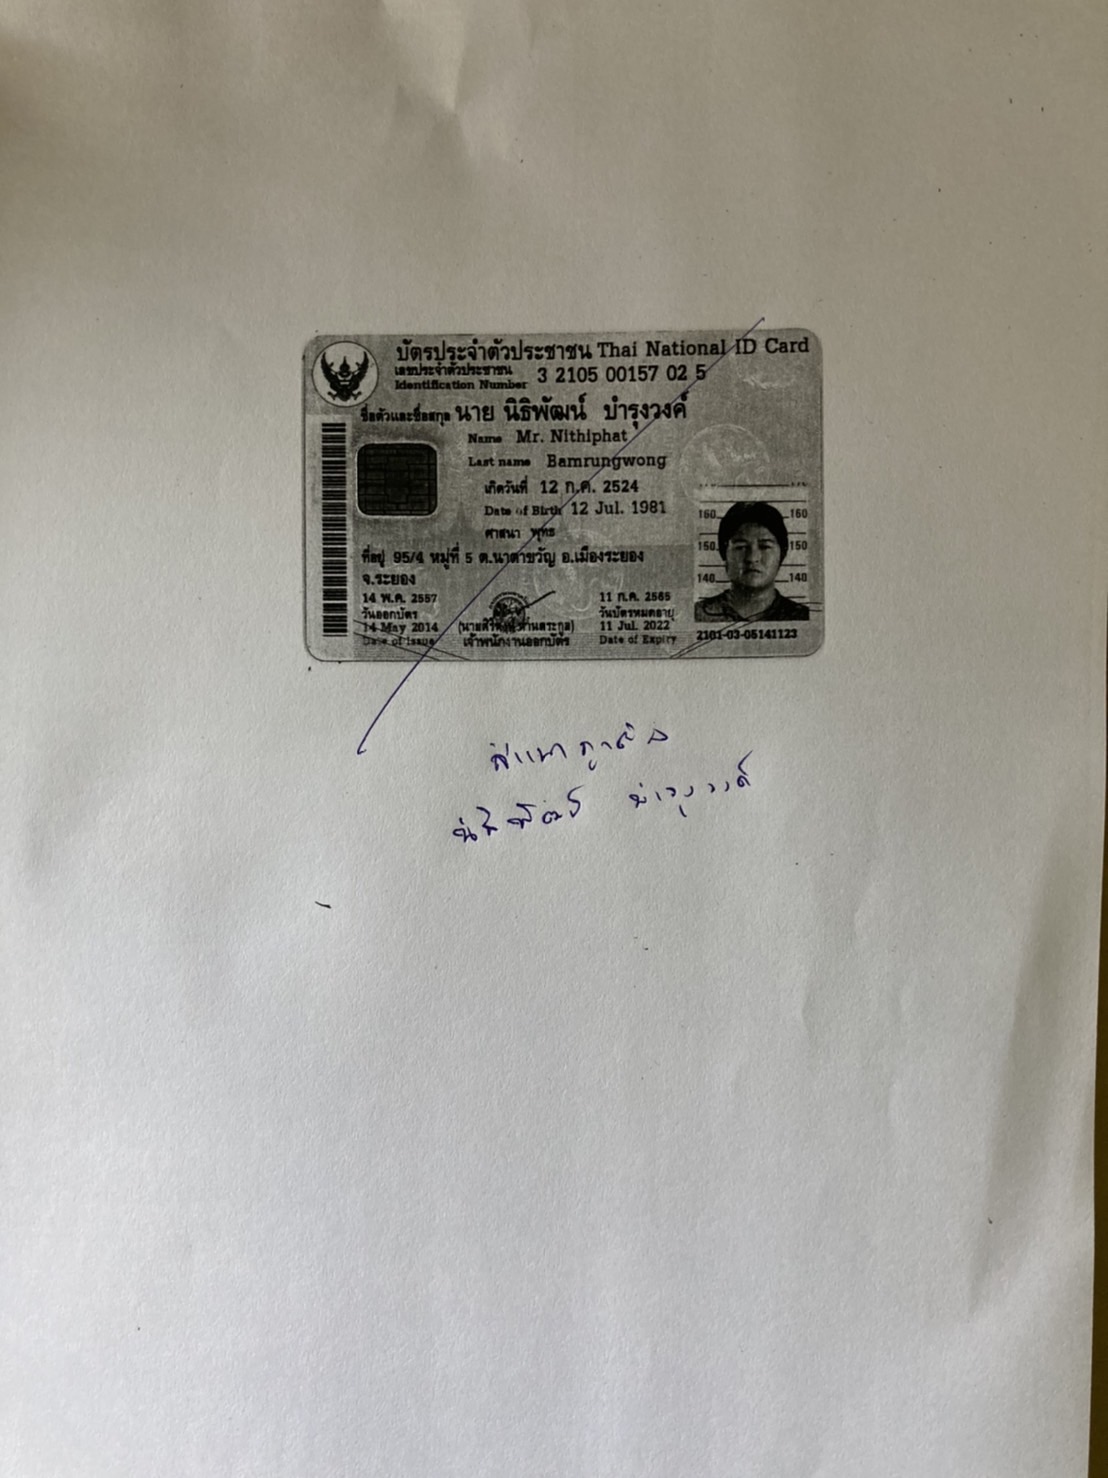 บัตรประจำตัวประชาชน Thai National ID Card
เลขประจำตัวประชาชน
Identification Number 3 2105 00157 02 5
ชื่อตัวและชื่อสกุล นาย นิธิพัฒน์ บำรุงวงค์
Name Mr. Nithiphat
Last name Bamrungwong
เกิดวันที่ 12 ก.ค. 2524
Date of Birth 12 Jul. 1981
ศาสนา พุทธ
ที่อยู่ 95/4 หมู่ที่ 5 ต.นาตาขวัญ อ.เมืองระยอง
จ.ระยอง
14 พ.ค. 2557
วันออกบัตร
14 May 2014
Date of Issue
เจ้าพนักงานออกบัตร
11 ก.ค. 2565
วันบัตรหมดอายุ
11 Jul. 2022
Date of Expiry
160 160
150 150
140 140
2101-03-05141123
สำเนาถูกต้อง
นิธิพัฒน์ บำรุงวงค์